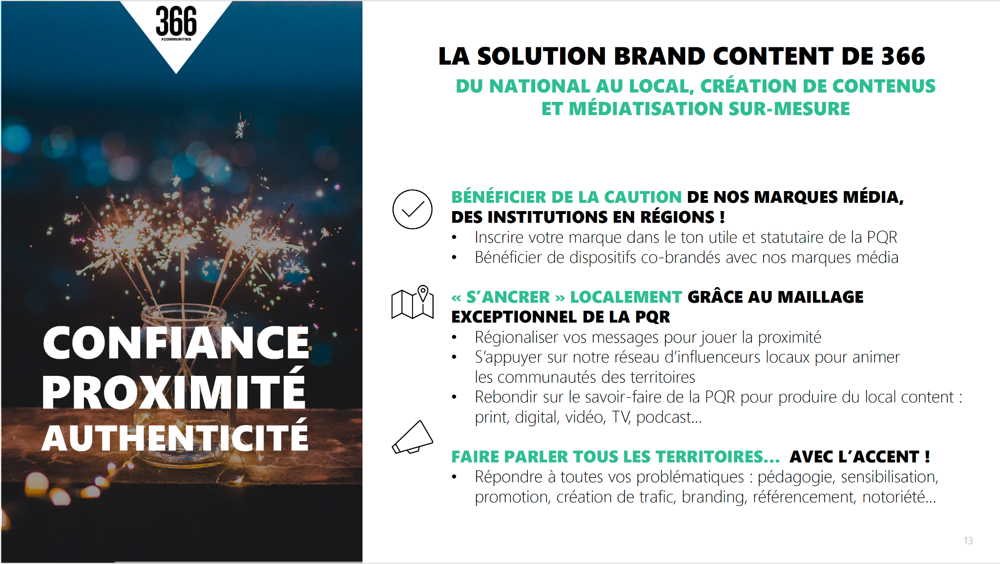 366
#COMMUNITIES
CONFIANCE
PROXIMITÉ
AUTHENTICITÉ
LA SOLUTION BRAND CONTENT DE 366
DU NATIONAL AU LOCAL, CRÉATION DE CONTENUS
ET MÉDIATISATION SUR-MESURE
BÉNÉFICIER DE LA CAUTION DE NOS MARQUES MÉDIA,
DES INSTITUTIONS EN RÉGIONS !
• Inscrire votre marque dans le ton utile et statutaire de la PQR
• Bénéficier de dispositifs co-brandés avec nos marques média
« S’ANCRER » LOCALEMENT GRÂCE AU MAILLAGE
EXCEPTIONNEL DE LA PQR
• Régionaliser vos messages pour jouer la proximité
• S’appuyer sur notre réseau d’influenceurs locaux pour animer
les communautés des territoires
• Rebondir sur le savoir-faire de la PQR pour produire du local content :
print, digital, vidéo, TV, podcast...
FAIRE PARLER TOUS LES TERRITOIRES... AVEC L’ACCENT !
• Répondre à toutes vos problématiques : pédagogie, sensibilisation,
promotion, création de trafic, branding, référencement, notoriété...
13